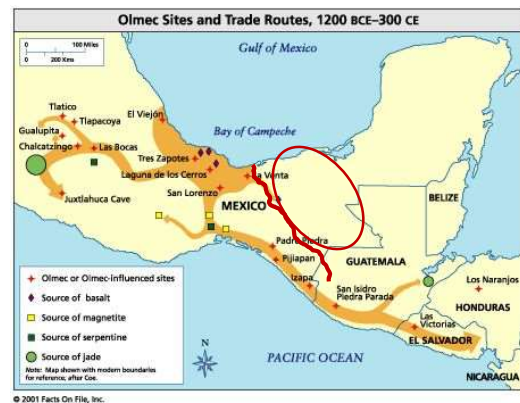 Olmec Sites and Trade Routes, 1200 BCE–300 CE
0 100 Miles
0 200 Kms
Gulf of Mexico
Tlatico
Tlapacoya
El Viejón
Gualupita
Bay of Campeche
Chalcatzingo
Las Bocas
Tres Zapotes
Laguna de los Cerros
La Venta
Juxtlahuca Cave
San Lorenzo
MEXICO
BELIZE
Padre Piedra
Pijiapan
GUATEMALA
Izapa
Los Naranjos
San Isidro
Piedra Parada
HONDURAS
Las
Victorias
EL SALVADOR
NICARAGUA
PACIFIC OCEAN
N
Olmec or Olmec-influenced sites
Source of basalt
Source of magnetite
Source of serpentine
Source of jade
Note: Map shown with modern boundaries
for reference; after Coe.
© 2001 Facts On File, Inc.